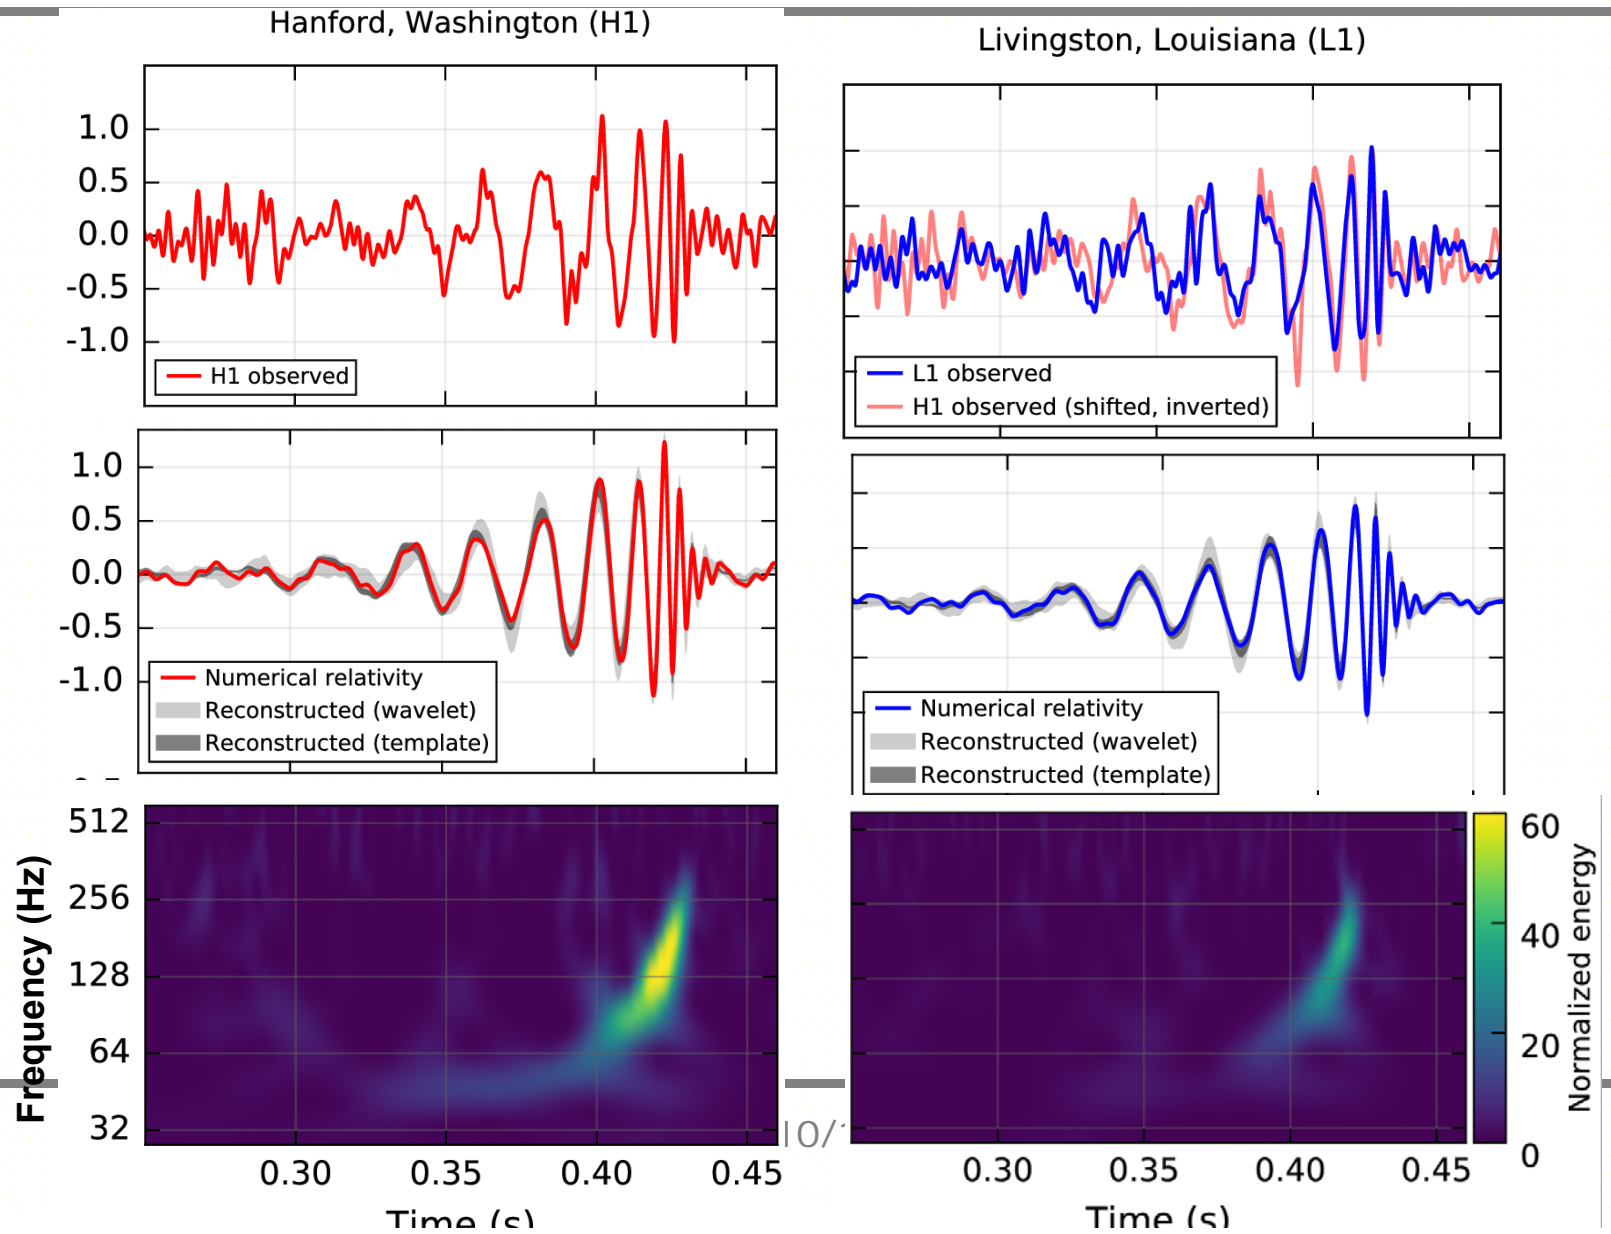 Hanford, Washington (H1)
Livingston, Louisiana (L1)
1.0
0.5
0.0
-0.5
-1.0
H1 observed
L1 observed
H1 observed (shifted, inverted)
1.0
0.5
0.0
-0.5
-1.0
Numerical relativity
Reconstructed (wavelet)
Reconstructed (template)
Numerical relativity
Reconstructed (wavelet)
Reconstructed (template)
Frequency (Hz)
512
256
128
64
32
0.30 0.35 0.40 0.45
Time (s)
0.30 0.35 0.40 0.45
Time (s)
60
40
20
0
Normalized energy